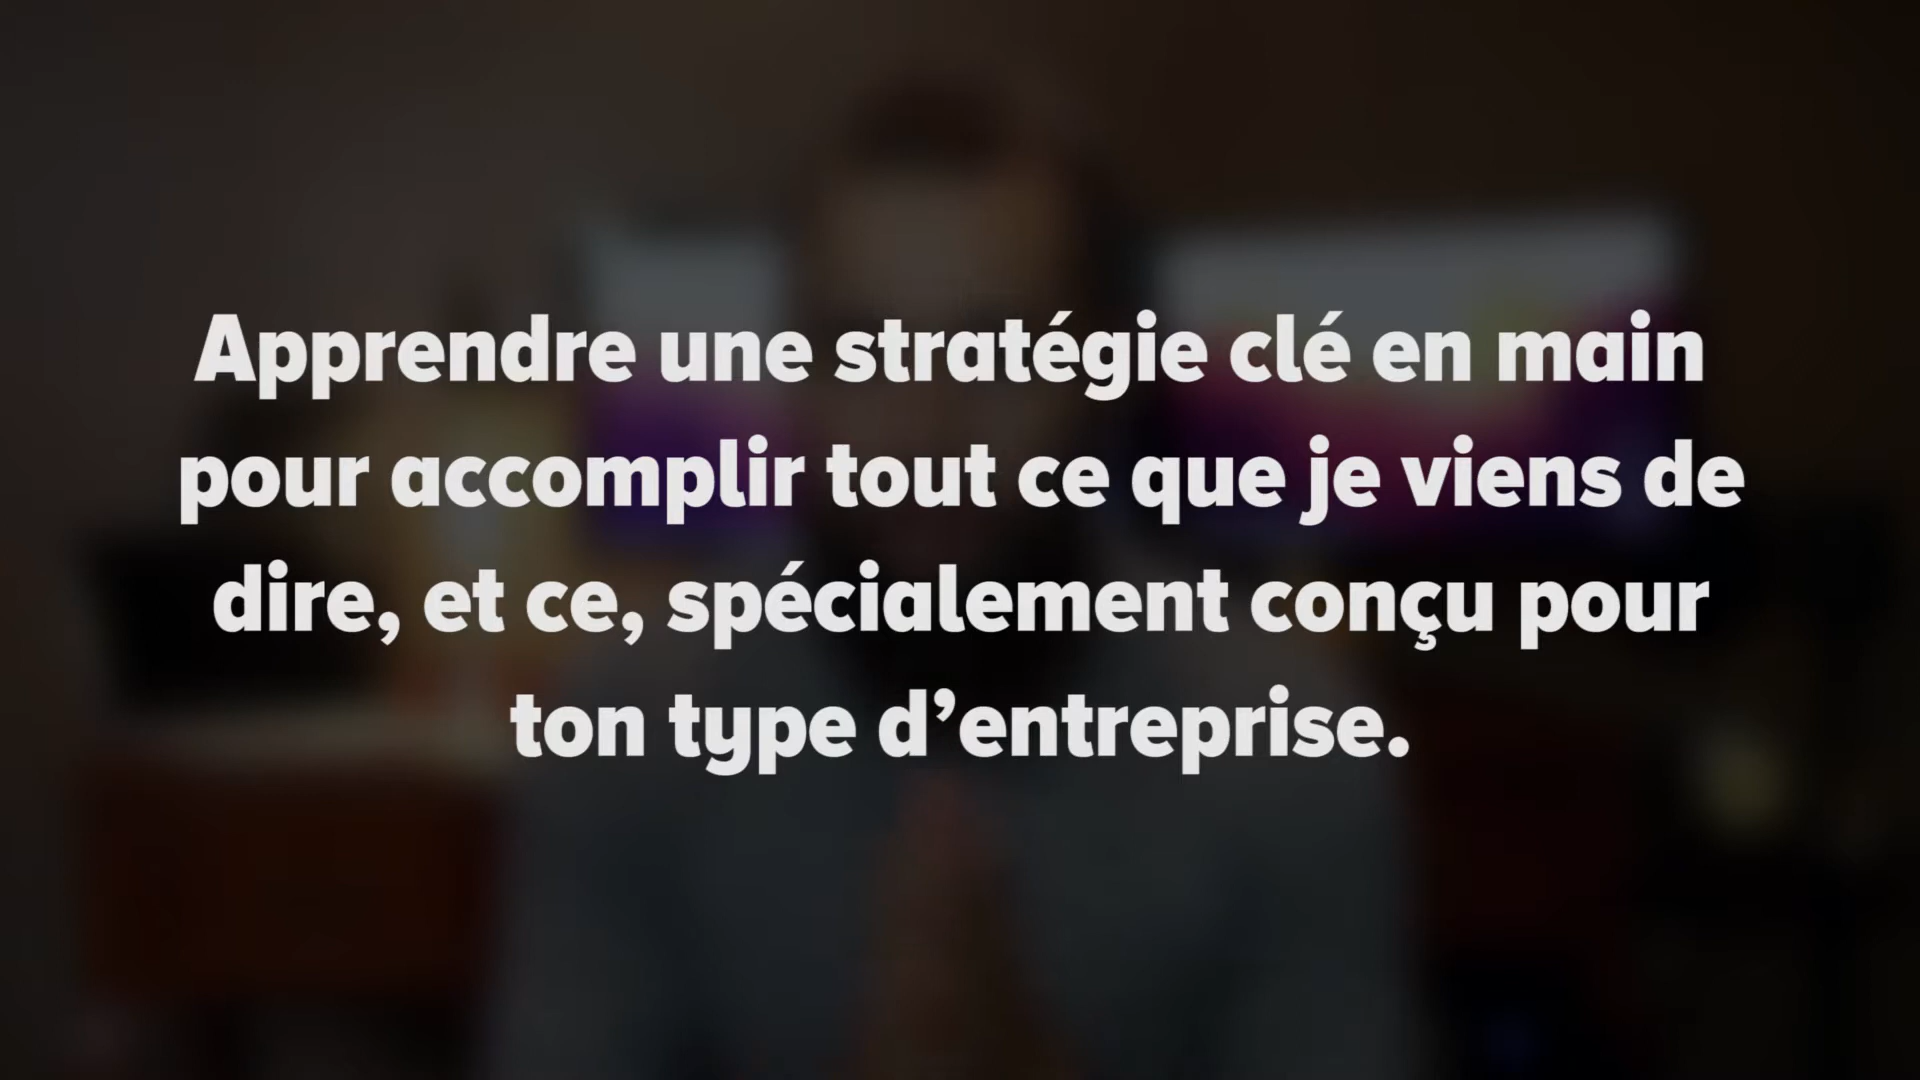 Apprendre une stratégie clé en main
pour accomplir tout ce que je viens de
dire, et ce, spécialement conçu pour
ton type d’entreprise.